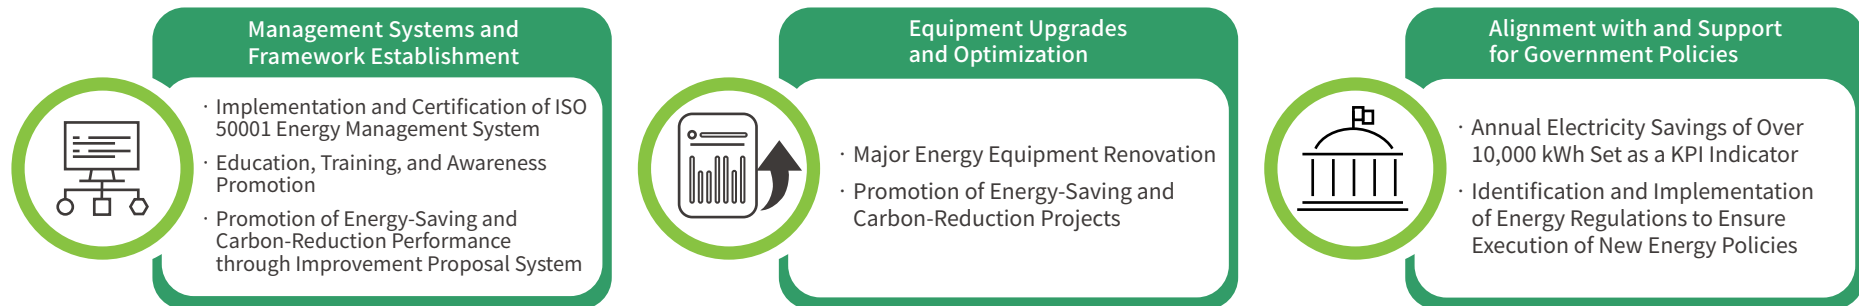 Management Systems and
Framework Establishment
· Implementation and Certification of ISO
50001 Energy Management System
· Education, Training, and Awareness
Promotion
· Promotion of Energy-Saving and
Carbon-Reduction Performance
through Improvement Proposal System
Equipment Upgrades
and Optimization
· Major Energy Equipment Renovation
· Promotion of Energy-Saving and
Carbon-Reduction Projects
Alignment with and Support
for Government Policies
· Annual Electricity Savings of Over
10,000 kWh Set as a KPI Indicator
· Identification and Implementation
of Energy Regulations to Ensure
Execution of New Energy Policies